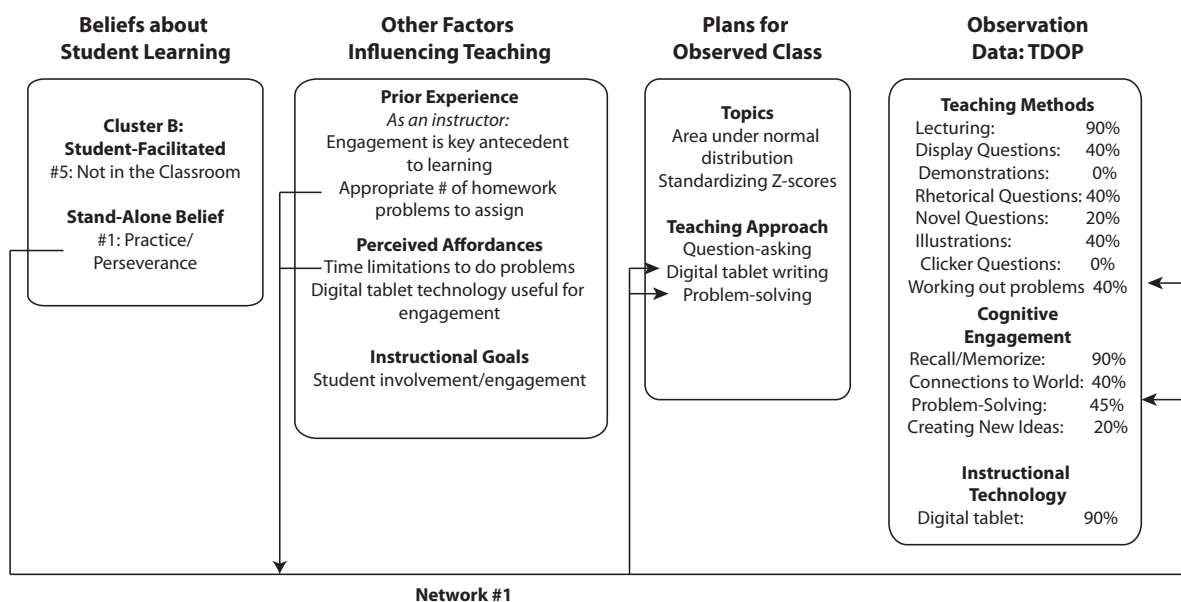 Beliefs about
Student Learning
Cluster B:
Student-Facilitated
#5: Not in the Classroom
Stand-Alone Belief
#1: Practice/
Perseverance
Other Factors
Influencing Teaching
Prior Experience
As an instructor:
Engagement is key antecedent
to learning
Appropriate # of homework
problems to assign
Perceived Affordances
Time limitations to do problems
Digital tablet technology useful for
engagement
Instructional Goals
Student involvement/engagement
Plans for
Observed Class
Topics
Area under normal
distribution
Standardizing Z-scores
Teaching Approach
Question-asking
Digital tablet writing
Problem-solving
Observation
Data: TDOP
Teaching Methods
Lecturing: 90%
Display Questions: 40%
Demonstrations: 0%
Rhetorical Questions: 40%
Novel Questions: 20%
Illustrations: 40%
Clicker Questions: 0%
Working out problems 40%
Cognitive
Engagement
Recall/Memorize: 90%
Connections to World: 40%
Problem-Solving: 45%
Creating New Ideas: 20%
Instructional
Technology
Digital tablet: 90%
Network #1